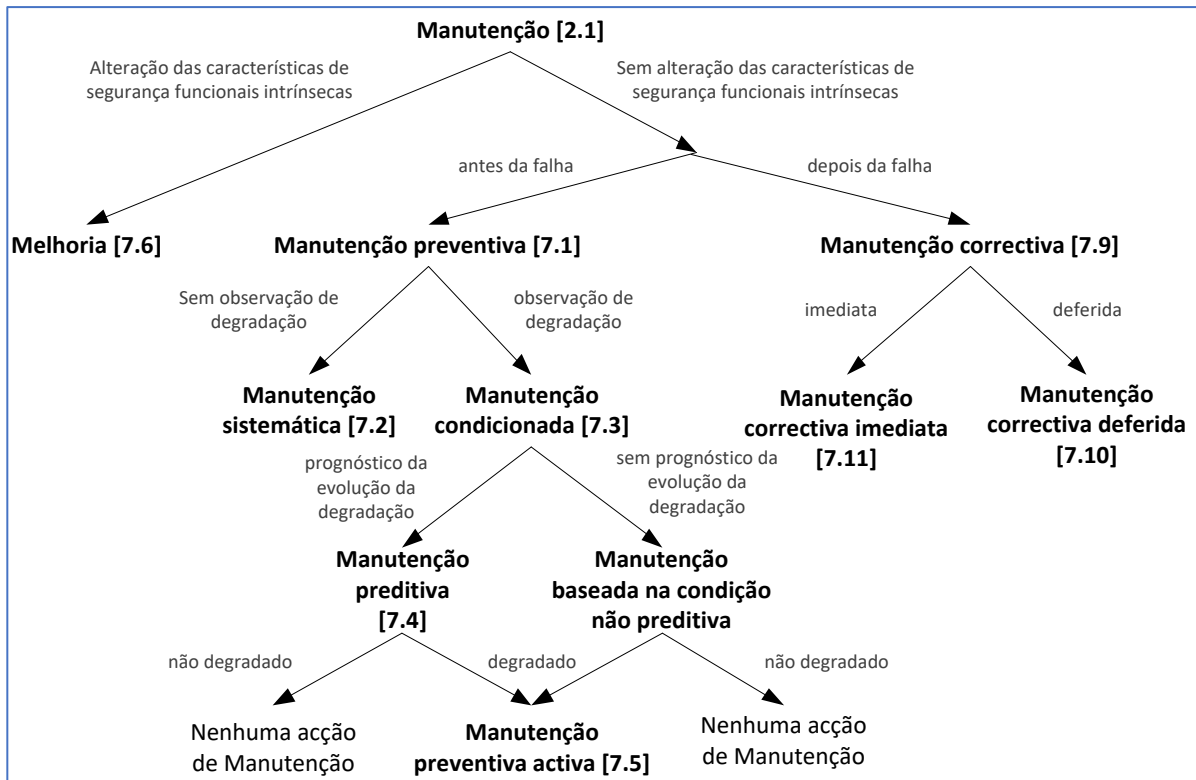 Manutenção [2.1]
Alteração das características de
segurança funcionais intrínsecas
Sem alteração das características de
segurança funcionais intrínsecas
antes da falha
depois da falha
Melhoria [7.6]
Manutenção preventiva [7.1]
Manutenção correctiva [7.9]
Sem observação de
degradação
observação de
degradação
imediata
deferida
Manutenção
sistemática [7.2]
Manutenção
condicionada [7.3]
Manutenção
correctiva imediata
[7.11]
Manutenção
correctiva deferida
[7.10]
prognóstico da
evolução da
degradação
sem prognóstico da
evolução da
degradação
Manutenção
preditiva
[7.4]
Manutenção
baseada na condição
não preditiva
não degradado
degradado
não degradado
Nenhuma acção
de Manutenção
Manutenção
preventiva activa [7.5]
Nenhuma acção
de Manutenção